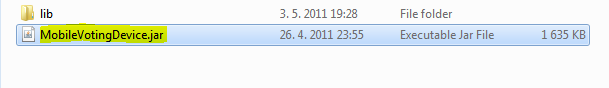 lib 3. 5. 2011 19:28 File folder
MobileVotingDevice.jar 26. 4. 2011 23:55 Executable Jar File 1 635 KB